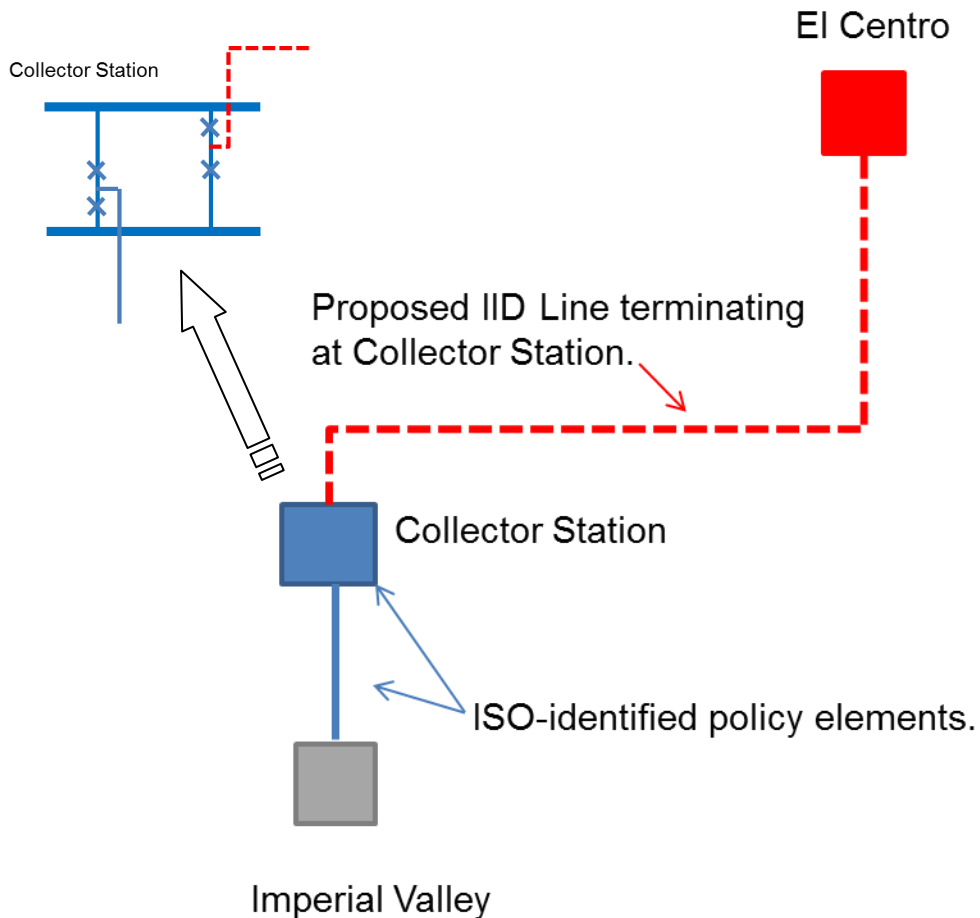 El Centro
Collector Station
Proposed IID Line terminating
at Collector Station.
Collector Station
ISO-identified policy elements.
Imperial Valley